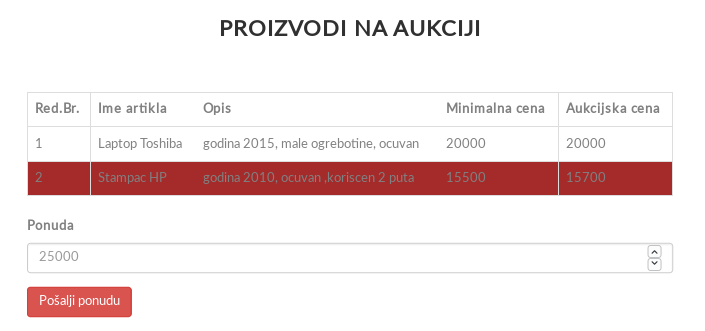 PROIZVODI NA AUKCIJI
Red.Br. Ime artikla Opis Minimalna cena Aukcijska cena
1 Laptop Toshiba godina 2015, male ogrebotine, ocuvan 20000 20000
2 Stampac HP godina 2010, ocuvan ,koriscen 2 puta 15500 15700
Ponuda
25000
Pošalji ponudu